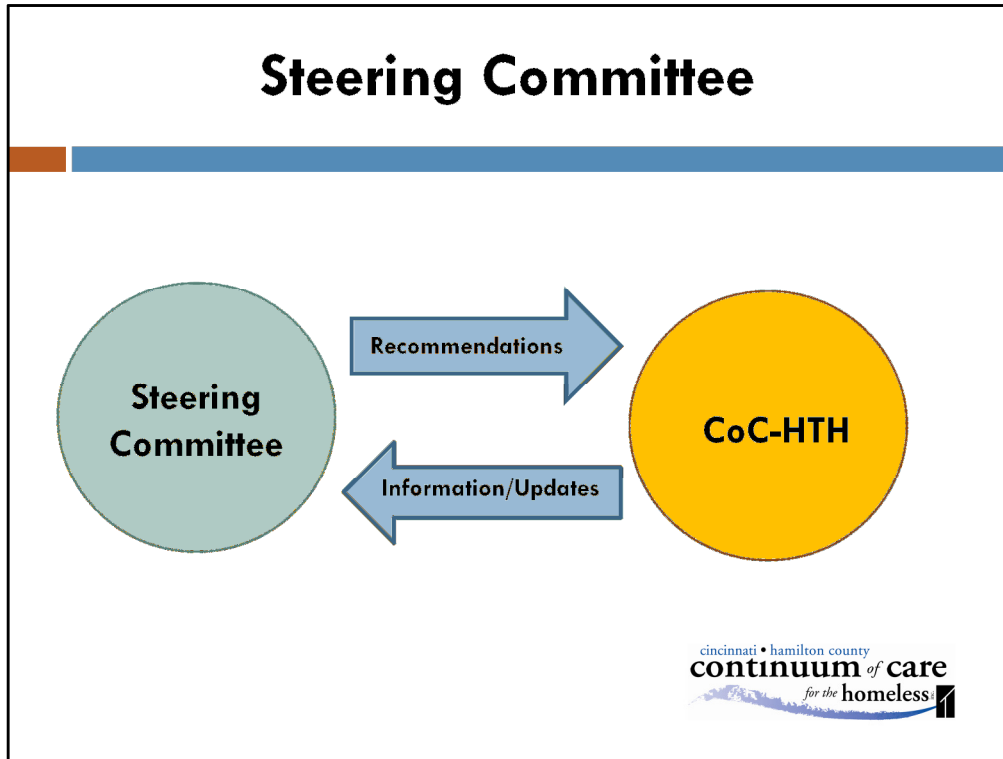 Steering Committee
Recommendations
Steering
Committee
CoC-HTH
Information/Updates
cincinnati • hamilton county
continuum of care
for the homeless